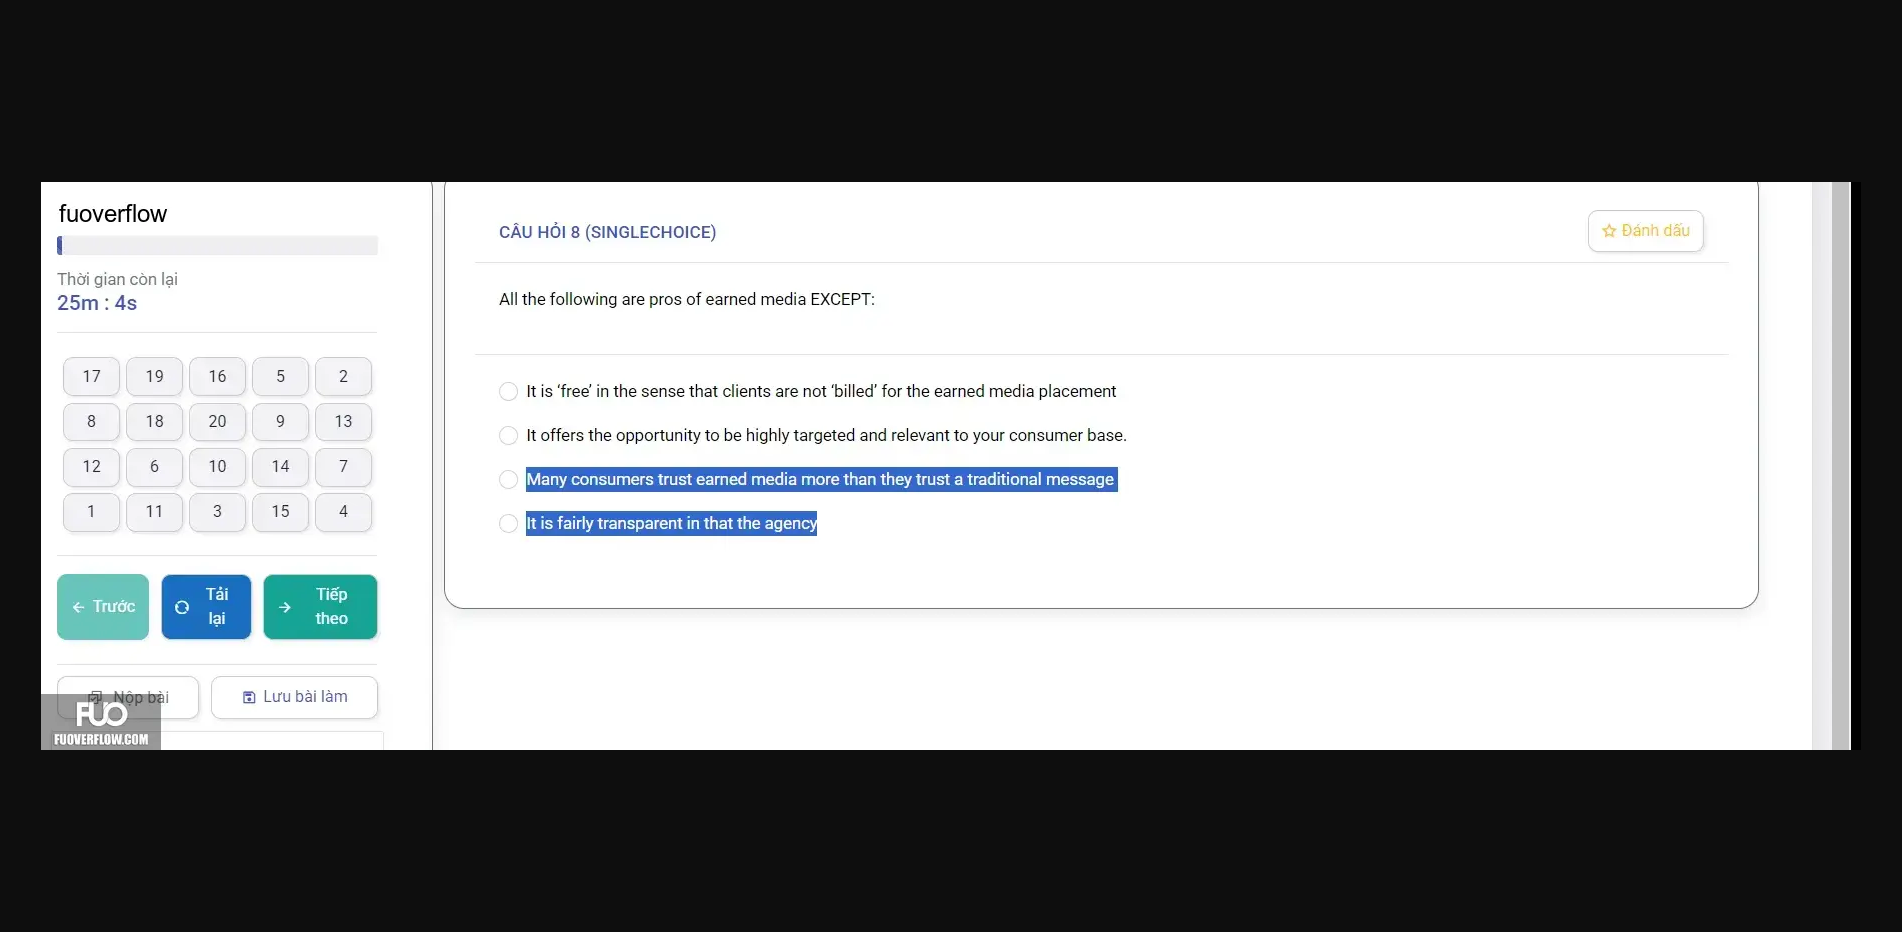 fuoverflow
Thời gian còn lại
25m : 4s
17 19 16 5 2
8 18 20 9 13
12 6 10 14 7
1 11 3 15 4
Trước
Tải lại
Tiếp theo
Nộp bài
Lưu bài làm
FUO
FUOVERFLOW.COM
CÂU HỎI 8 (SINGLECHOICE)
Đánh dấu
All the following are pros of earned media EXCEPT:
It is ‘free’ in the sense that clients are not ‘billed’ for the earned media placement
It offers the opportunity to be highly targeted and relevant to your consumer base.
Many consumers trust earned media more than they trust a traditional message
It is fairly transparent in that the agency